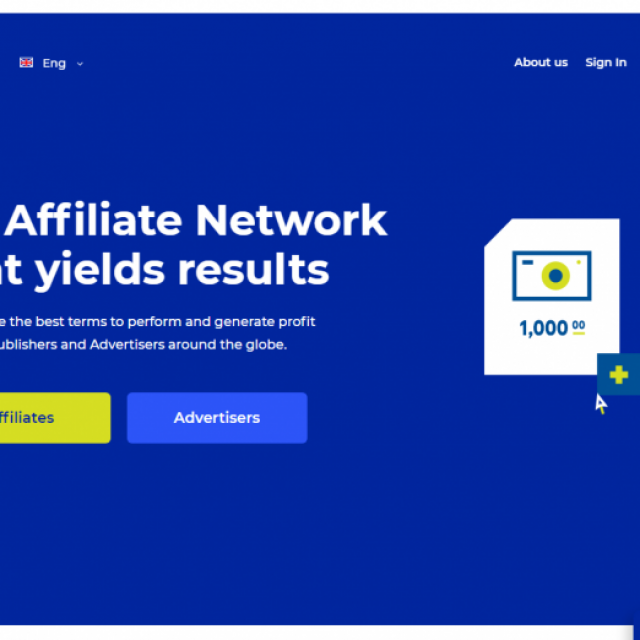 Eng
About us
Sign In
Affiliate Network
t yields results
e the best terms to perform and generate profit
ublishers and Advertisers around the globe.
ffiliates
Advertisers
1,000 00